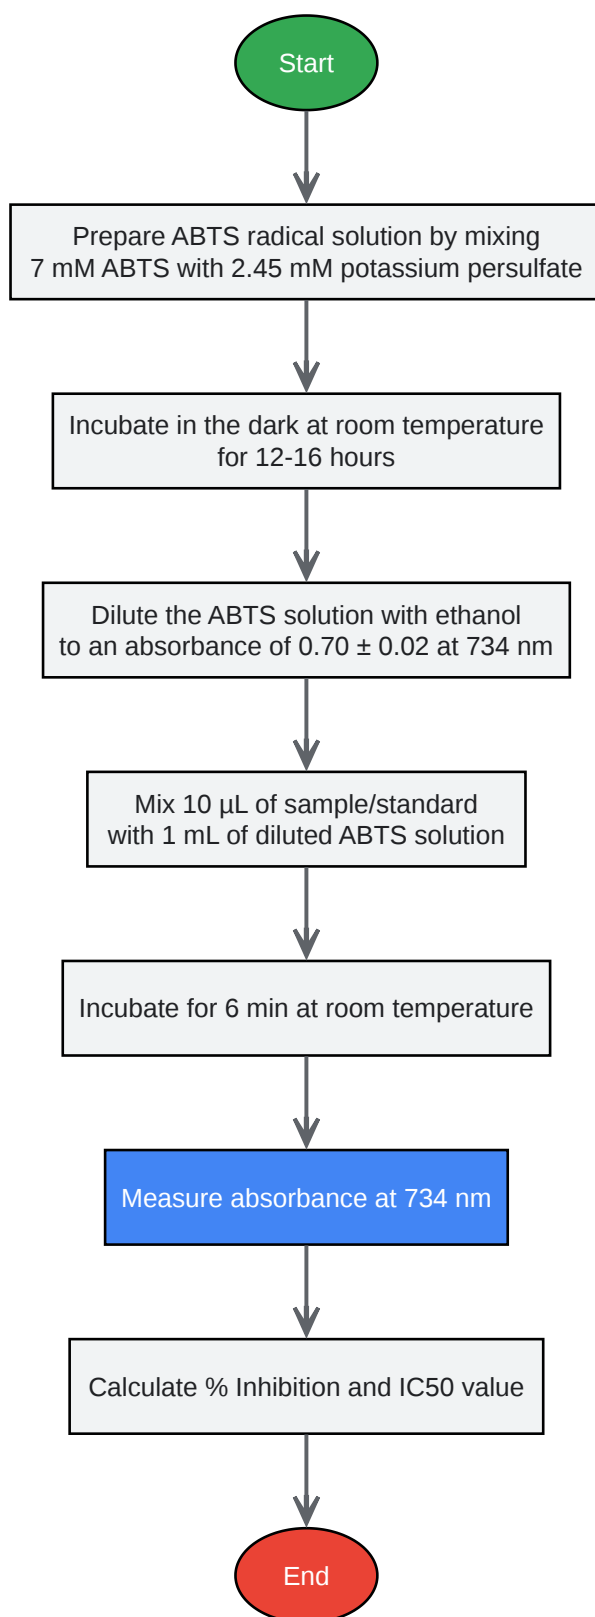 Start
Prepare ABTS radical solution by mixing
7 mM ABTS with 2.45 mM potassium persulfate
Incubate in the dark at room temperature
for 12-16 hours
Dilute the ABTS solution with ethanol
to an absorbance of 0.70 ± 0.02 at 734 nm
Mix 10 µL of sample/standard
with 1 mL of diluted ABTS solution
Incubate for 6 min at room temperature
Measure absorbance at 734 nm
Calculate % Inhibition and IC50 value
End